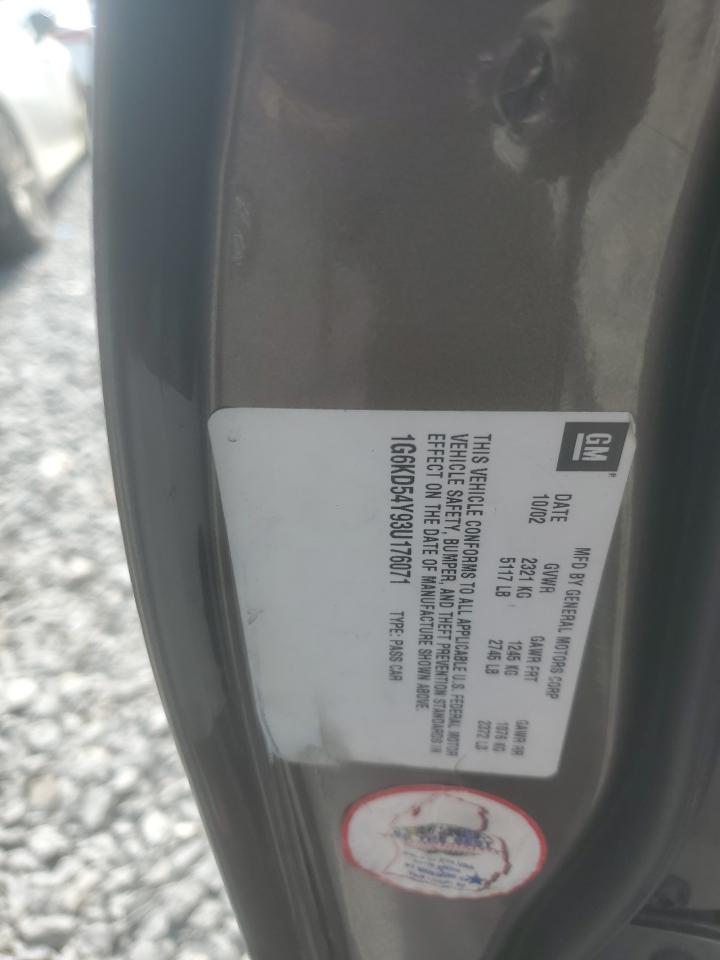 GM
MFD BY GENERAL MOTORS CORP
DATE GVWR GAWR FRT GAWR RR
10/02 2321 KG 1245 KG 1076 KG
5117 LB 2745 LB 2372 LB
THIS VEHICLE CONFORMS TO ALL APPLICABLE U.S. FEDERAL MOTOR
VEHICLE SAFETY, BUMPER, AND THEFT PREVENTION STANDARDS IN
EFFECT ON THE DATE OF MANUFACTURE SHOWN ABOVE.
1G6KD54Y93U176071 TYPE: PASS CAR